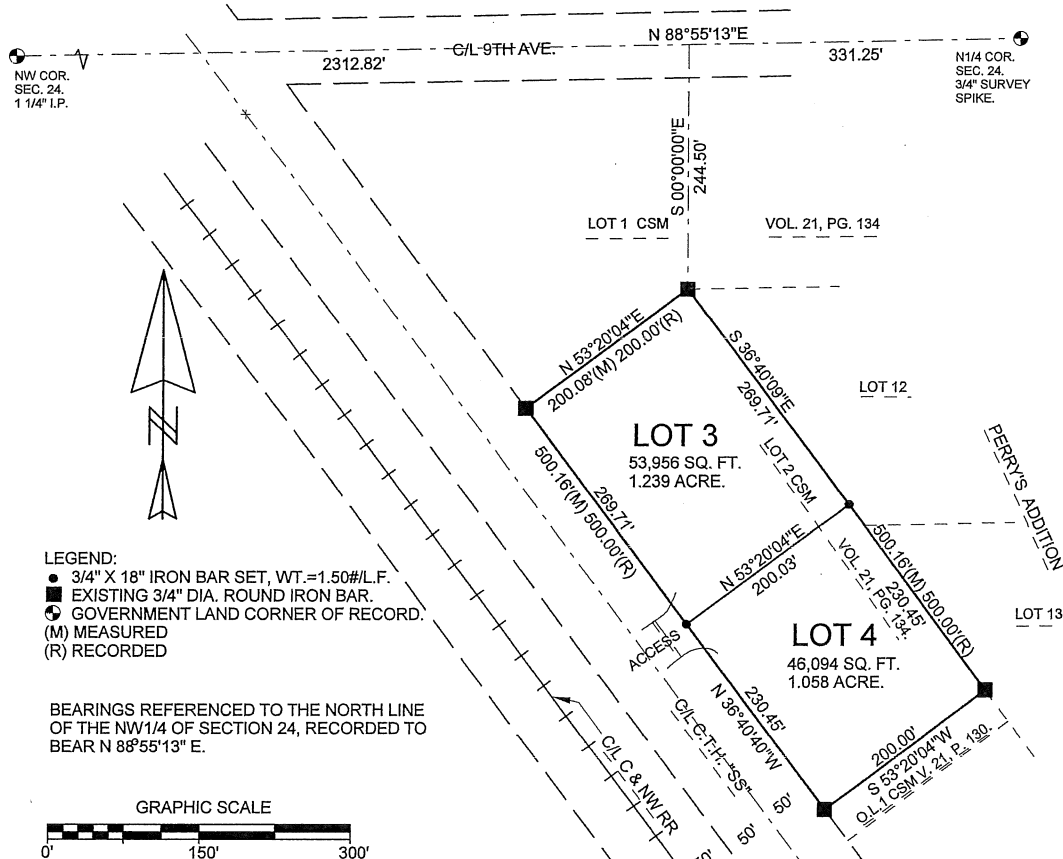 C/L 9TH AVE.
N 88°55'13"E
2312.82'
331.25'
NW COR.
SEC. 24.
1 1/4" I.P.
N1/4 COR.
SEC. 24.
3/4" SURVEY
SPIKE.
S 00°00'00"E
244.50'
LOT 1 CSM
VOL. 21, PG. 134
N 53°20'04"E
200.08'(M) 200.00'(R)
S 36°40'09"E
269.71'
LOT 12
LOT 3
53,956 SQ. FT.
1.239 ACRE.
LOT 2 CSM
VOL. 21, PG. 134.
PERRY'S ADDITION
269.71'
500.16'(M) 500.00'(R)
N 53°20'04"E
200.03'
500.16'(M) 500.00'(R)
230.45'
LOT 13
LOT 4
46,094 SQ. FT.
1.058 ACRE.
ACCESS
230.45'
N 36°40'40"W
200.00'
S 53°20'04"W
O.L.1 CSM V. 21, P. 130.
C/L C.T.H. "SS"
C/L C & NW RR
50'
50'
50'
N
LEGEND:
3/4" X 18" IRON BAR SET, WT.=1.50#/L.F.
EXISTING 3/4" DIA. ROUND IRON BAR.
GOVERNMENT LAND CORNER OF RECORD.
(M) MEASURED
(R) RECORDED
BEARINGS REFERENCED TO THE NORTH LINE
OF THE NW1/4 OF SECTION 24, RECORDED TO
BEAR N 88°55'13" E.
GRAPHIC SCALE
0' 150' 300'